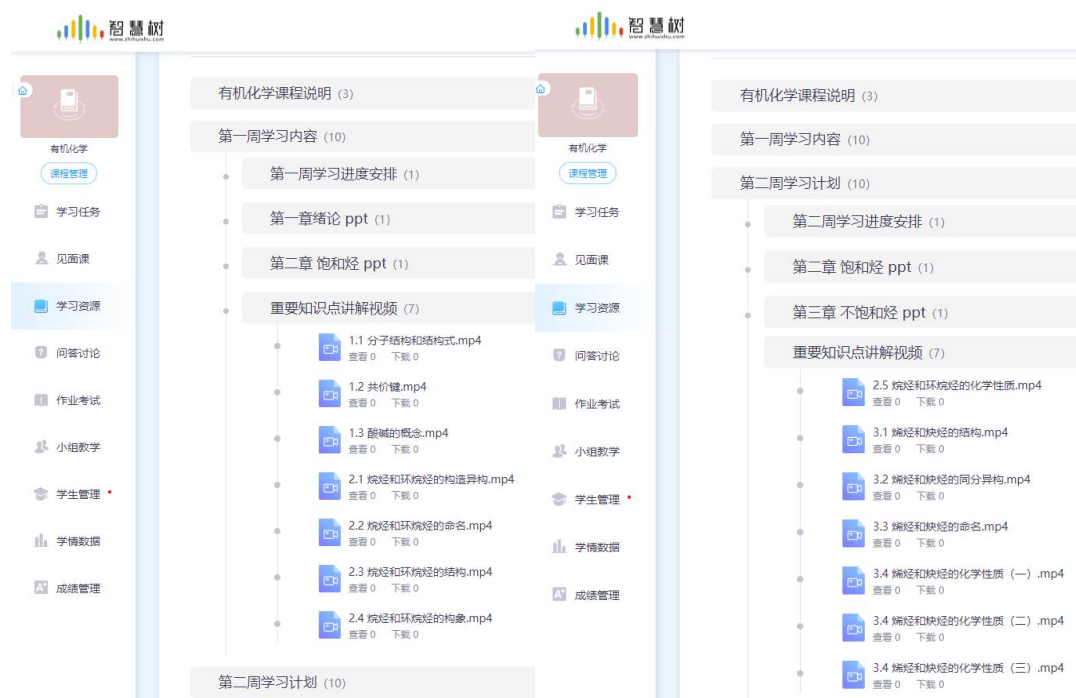 智慧树
www.zhihuishu.com
有机化学
课程管理
学习任务
见面课
学习资源
问答讨论
作业考试
小组教学
学生管理
学情数据
成绩管理
有机化学课程说明 (3)
第一周学习内容 (10)
第一周学习进度安排 (1)
第一章绪论 ppt (1)
第二章 饱和烃 ppt (1)
重要知识点讲解视频 (7)
1.1 分子结构和结构式.mp4
查看 0 下载 0
1.2 共价键.mp4
查看 0 下载 0
1.3 酸碱的概念.mp4
查看 0 下载 0
2.1 烷烃和环烷烃的构造异构.mp4
查看 0 下载 0
2.2 烷烃和环烷烃的命名.mp4
查看 0 下载 0
2.3 烷烃和环烷烃的结构.mp4
查看 0 下载 0
2.4 烷烃和环烷烃的构象.mp4
查看 0 下载 0
第二周学习计划 (10)
智慧树
www.zhihuishu.com
有机化学
课程管理
学习任务
见面课
学习资源
问答讨论
作业考试
小组教学
学生管理
学情数据
成绩管理
有机化学课程说明 (3)
第一周学习内容 (10)
第二周学习计划 (10)
第二周学习进度安排 (1)
第二章 饱和烃 ppt (1)
第三章 不饱和烃 ppt (1)
重要知识点讲解视频 (7)
2.5 烷烃和环烷烃的化学性质.mp4
查看 0 下载 0
3.1 烯烃和炔烃的结构.mp4
查看 0 下载 0
3.2 烯烃和炔烃的同分异构.mp4
查看 0 下载 0
3.3 烯烃和炔烃的命名.mp4
查看 0 下载 0
3.4 烯烃和炔烃的化学性质（一）.mp4
查看 0 下载 0
3.4 烯烃和炔烃的化学性质（二）.mp4
查看 0 下载 0
3.4 烯烃和炔烃的化学性质（三）.mp4
查看 0 下载 0